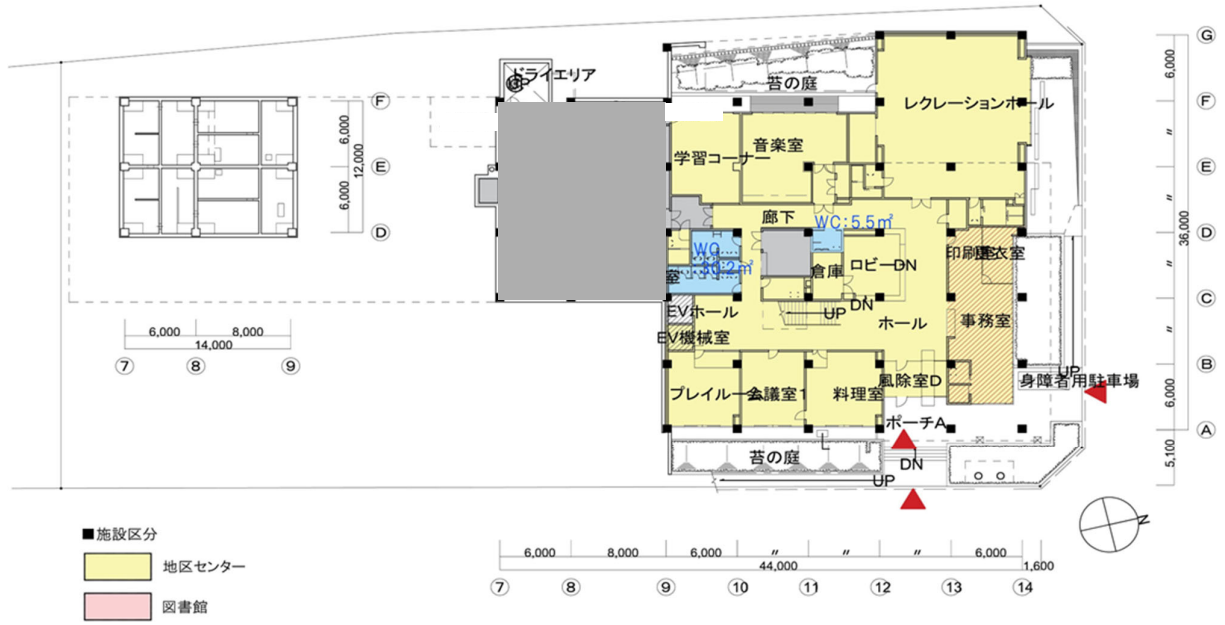 G
6,000
ドライエリア
苔の庭
レクレーションホール
F
F
6,000
12,000
学習コーナー
音楽室
〃
E
E
6,000
〃
36,000
廊下
WC:5.5㎡
D
D
WC
30.2㎡
室
倉庫
ロビー
DN
印刷室
更衣室
〃
C
C
6,000
8,000
14,000
7
8
9
EVホール
EV機械室
UP
DN
ホール
事務室
〃
B
B
プレイルーム
会議室1
料理室
風除室D
UP
身障者用駐車場
6,000
ポーチA
A
A
苔の庭
DN
UP
5,100
N
■施設区分
地区センター
図書館
6,000
8,000
6,000
〃
〃
〃
6,000
44,000
1,600
7
8
9
10
11
12
13
14